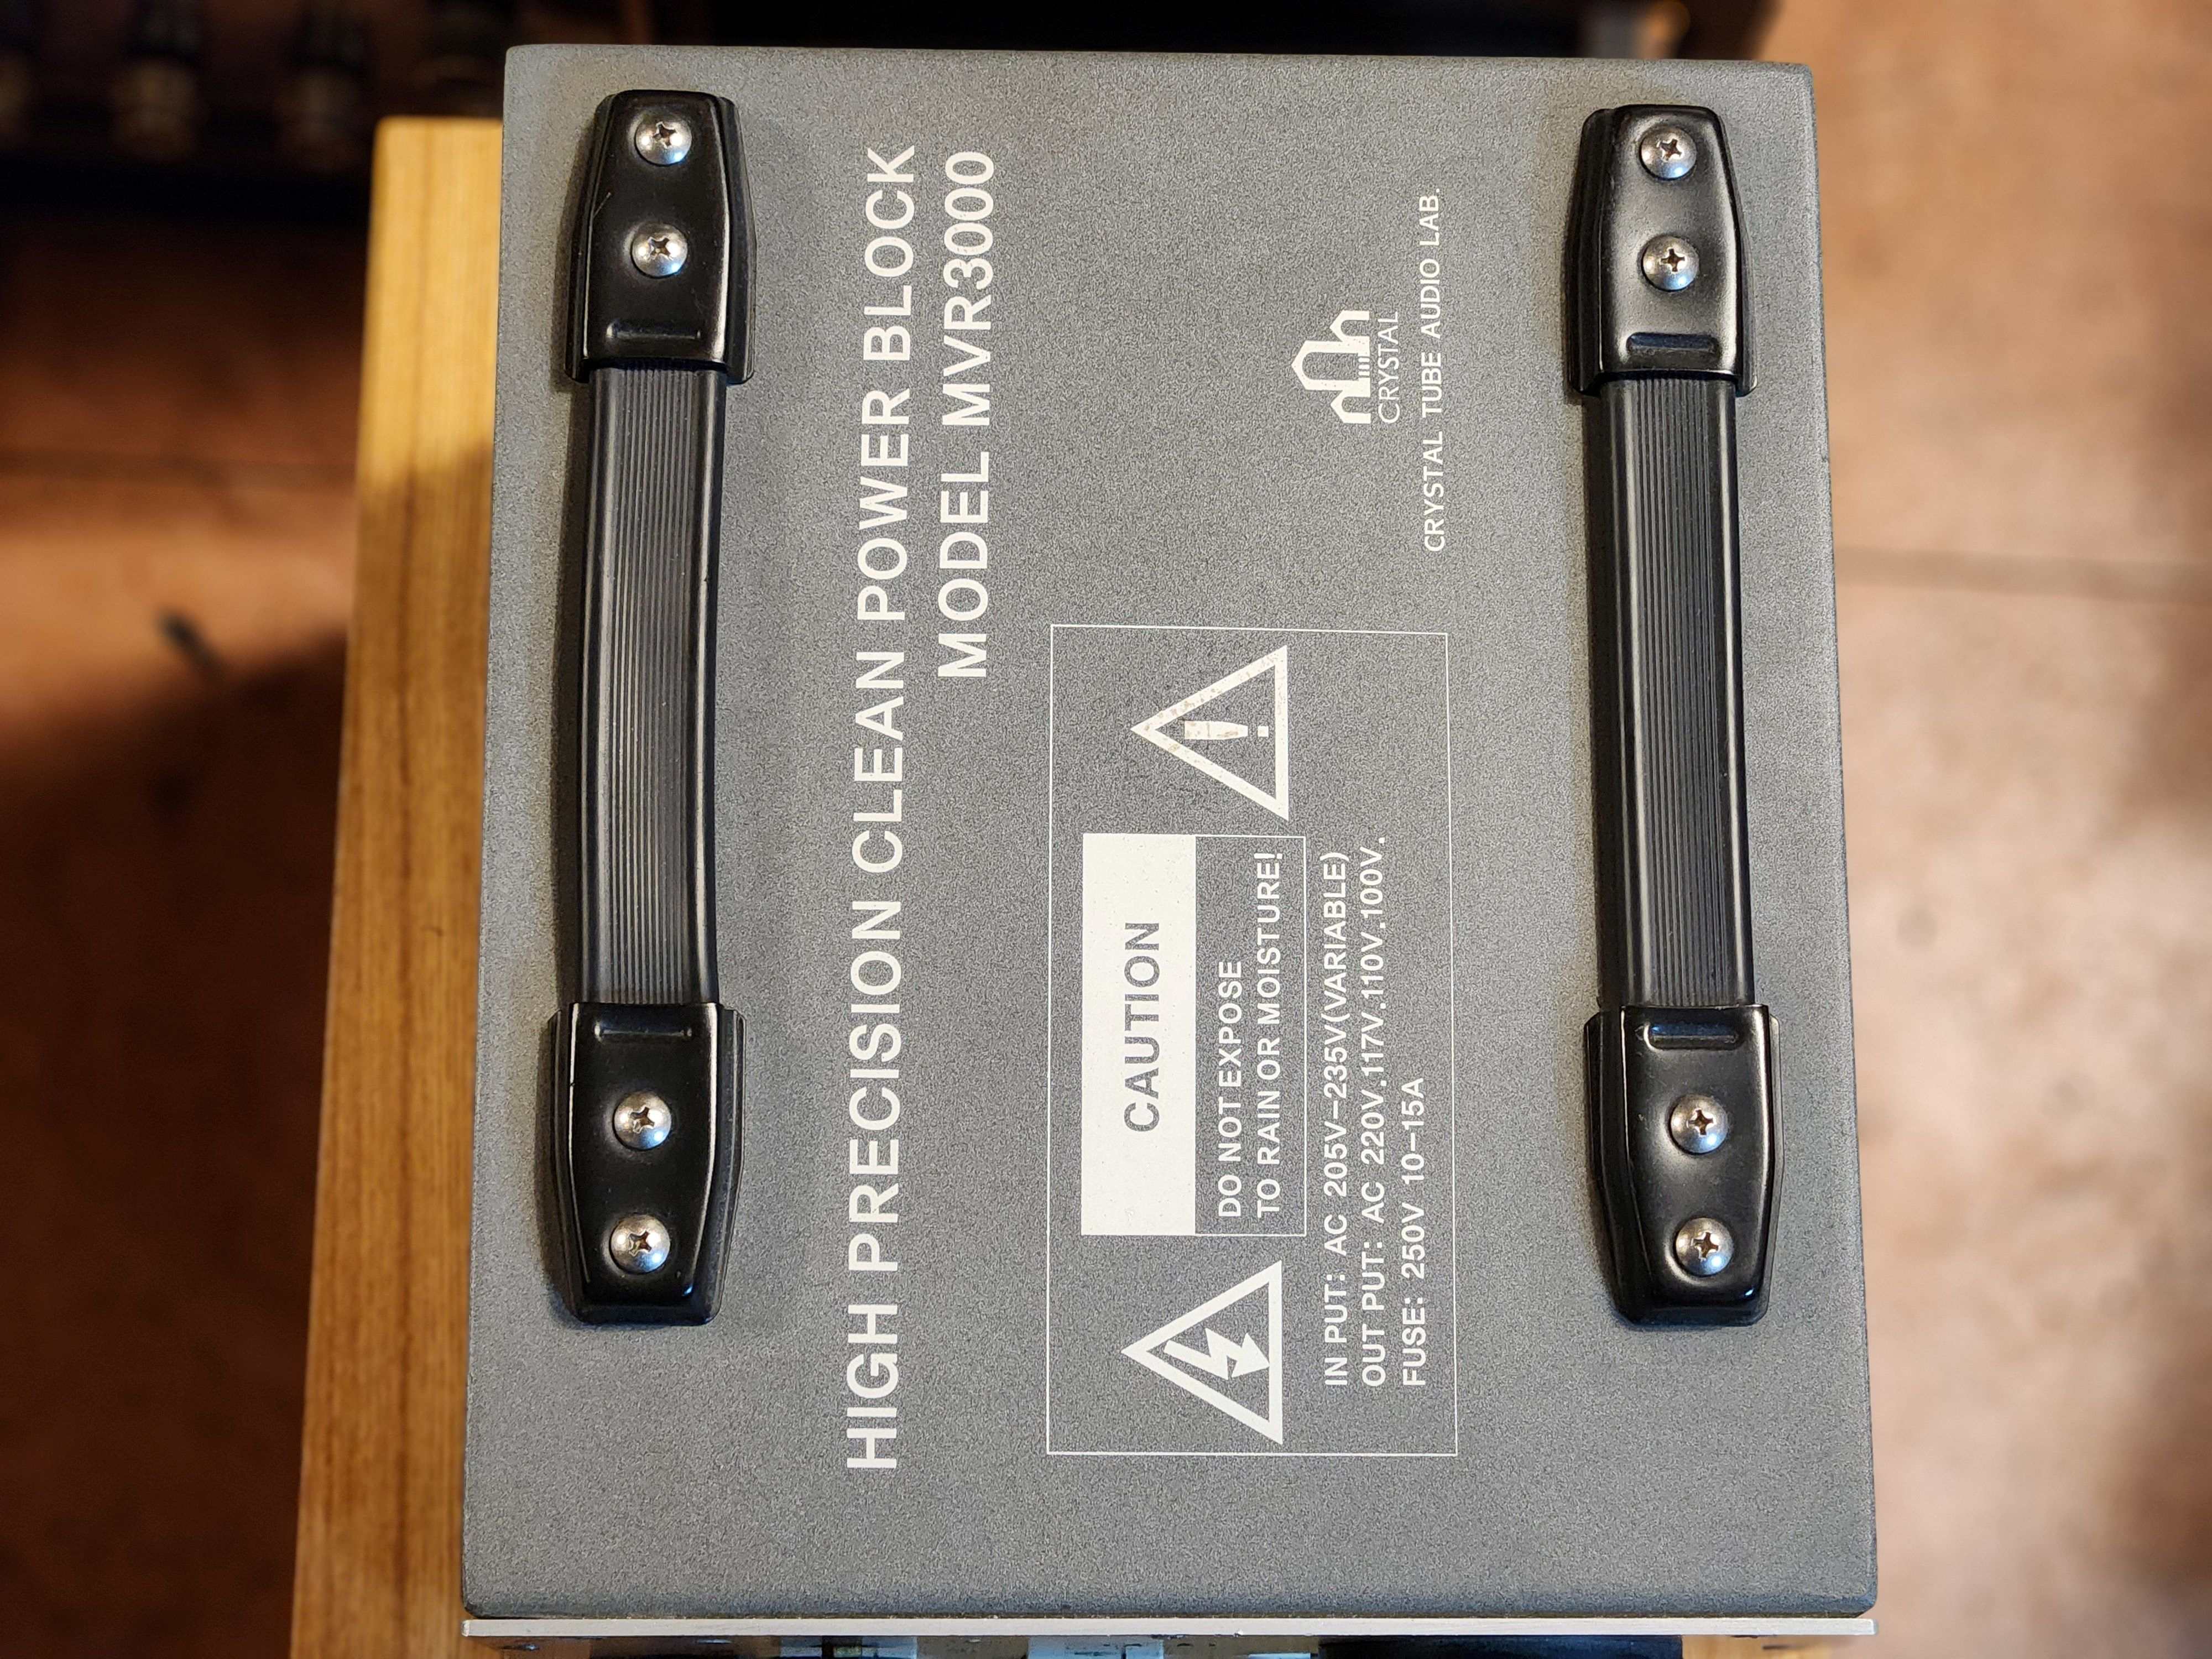 HIGH PRECISION CLEAN POWER BLOCK
MODEL MVR3000
CAUTION
DO NOT EXPOSE
TO RAIN OR MOISTURE!
IN PUT: AC 205V-235V(VARIABLE)
OUT PUT: AC 220V.117V.110V.100V.
FUSE: 250V 10-15A
CRYSTAL
CRYSTAL TUBE AUDIO LAB.